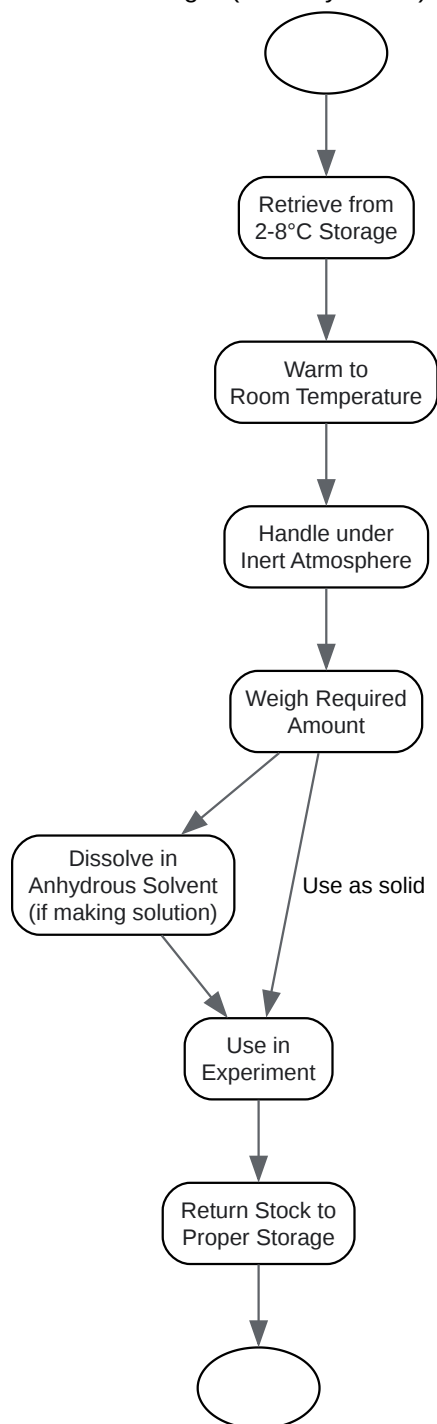 Retrieve from
2-8°C Storage
Warm to
Room Temperature
Handle under
Inert Atmosphere
Weigh Required
Amount
Dissolve in
Anhydrous Solvent
(if making solution)
Use as solid
Use in
Experiment
Return Stock to
Proper Storage